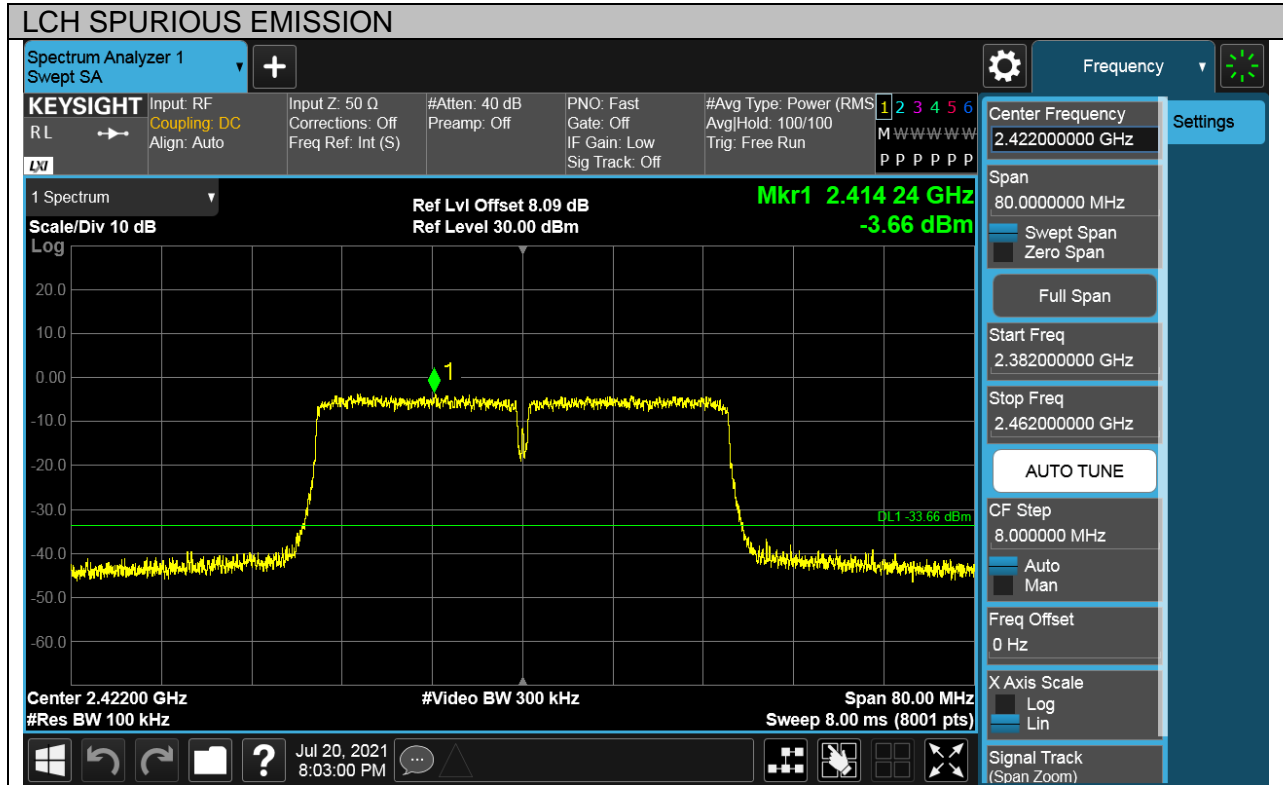 LCH SPURIOUS EMISSION
Spectrum Analyzer 1
Swept SA
+
Frequency
KEYSIGHT
R L
LXI
Input: RF
Coupling: DC
Align: Auto
Input Z: 50 Ω
Corrections: Off
Freq Ref: Int (S)
#Atten: 40 dB
Preamp: Off
PNO: Fast
Gate: Off
IF Gain: Low
Sig Track: Off
#Avg Type: Power (RMS
Avg|Hold: 100/100
Trig: Free Run
1 2 3 4 5 6
M W W W W W
P P P P P P
1 Spectrum
Scale/Div 10 dB
Ref Lvl Offset 8.09 dB
Ref Level 30.00 dBm
Mkr1 2.414 24 GHz
-3.66 dBm
Log
20.0
10.0
0.00
-10.0
-20.0
-30.0
-40.0
-50.0
-60.0
1
DL1 -33.66 dBm
Center 2.42200 GHz
#Res BW 100 kHz
#Video BW 300 kHz
Span 80.00 MHz
Sweep 8.00 ms (8001 pts)
Center Frequency
2.422000000 GHz
Settings
Span
80.0000000 MHz
Swept Span
Zero Span
Full Span
Start Freq
2.382000000 GHz
Stop Freq
2.462000000 GHz
AUTO TUNE
CF Step
8.000000 MHz
Auto
Man
Freq Offset
0 Hz
X Axis Scale
Log
Lin
Signal Track
(Span Zoom)
?
Jul 20, 2021
8:03:00 PM